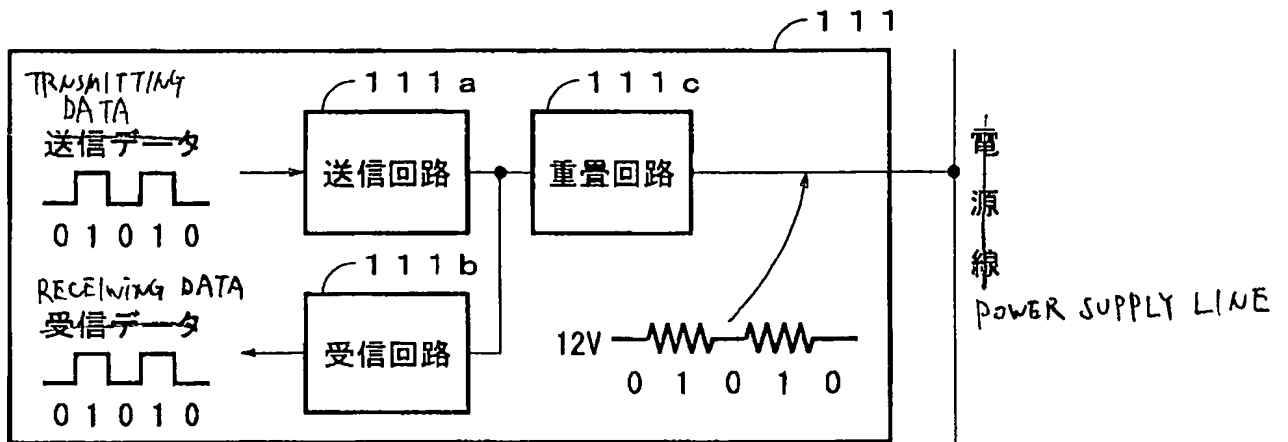 111
TRNSMITTING
DATA
送信データ
01010
111a
送信回路
111c
重畳回路
RECEIWING DATA
受信データ
01010
111b
受信回路
12V
01010
電源線
POWER SUPPLY LINE